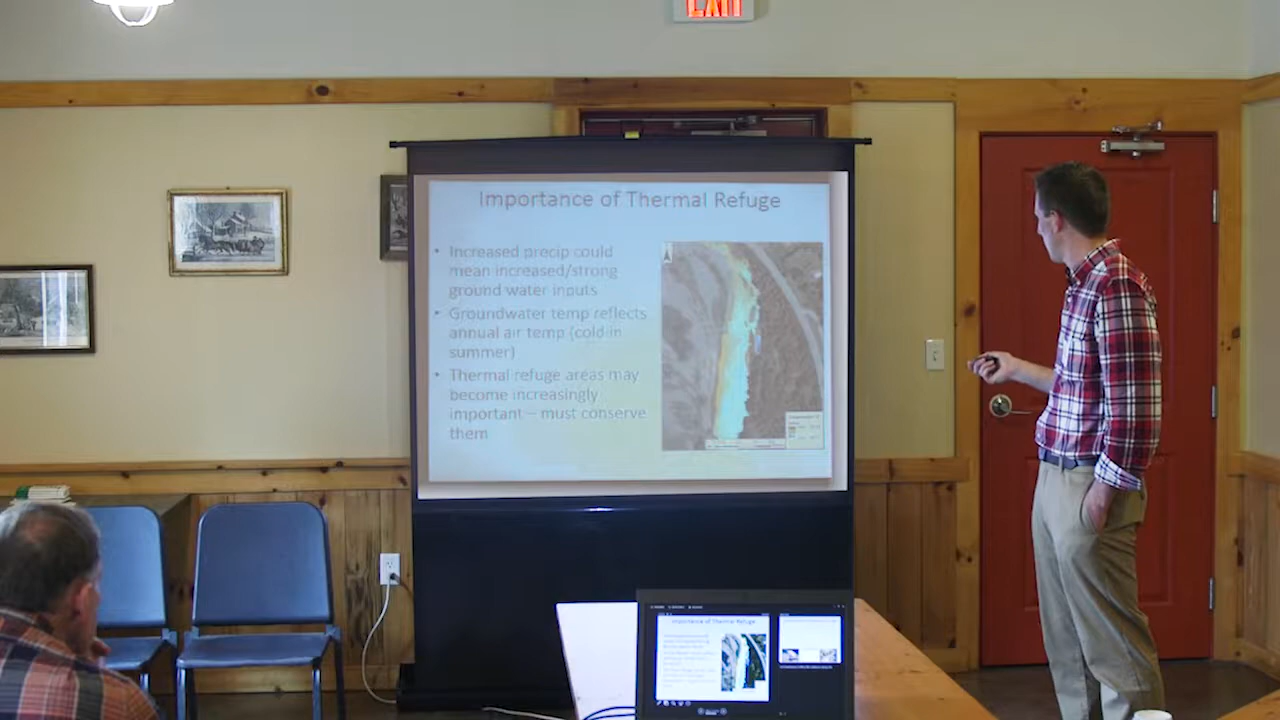 EXIT
Importance of Thermal Refuge
• Increased precip could
mean increased/strong
ground water inputs
• Groundwater temp reflects
annual air temp (cold in
summer)
• Thermal refuge areas may
become increasingly
important – must conserve
them
Importance of Thermal Refuge